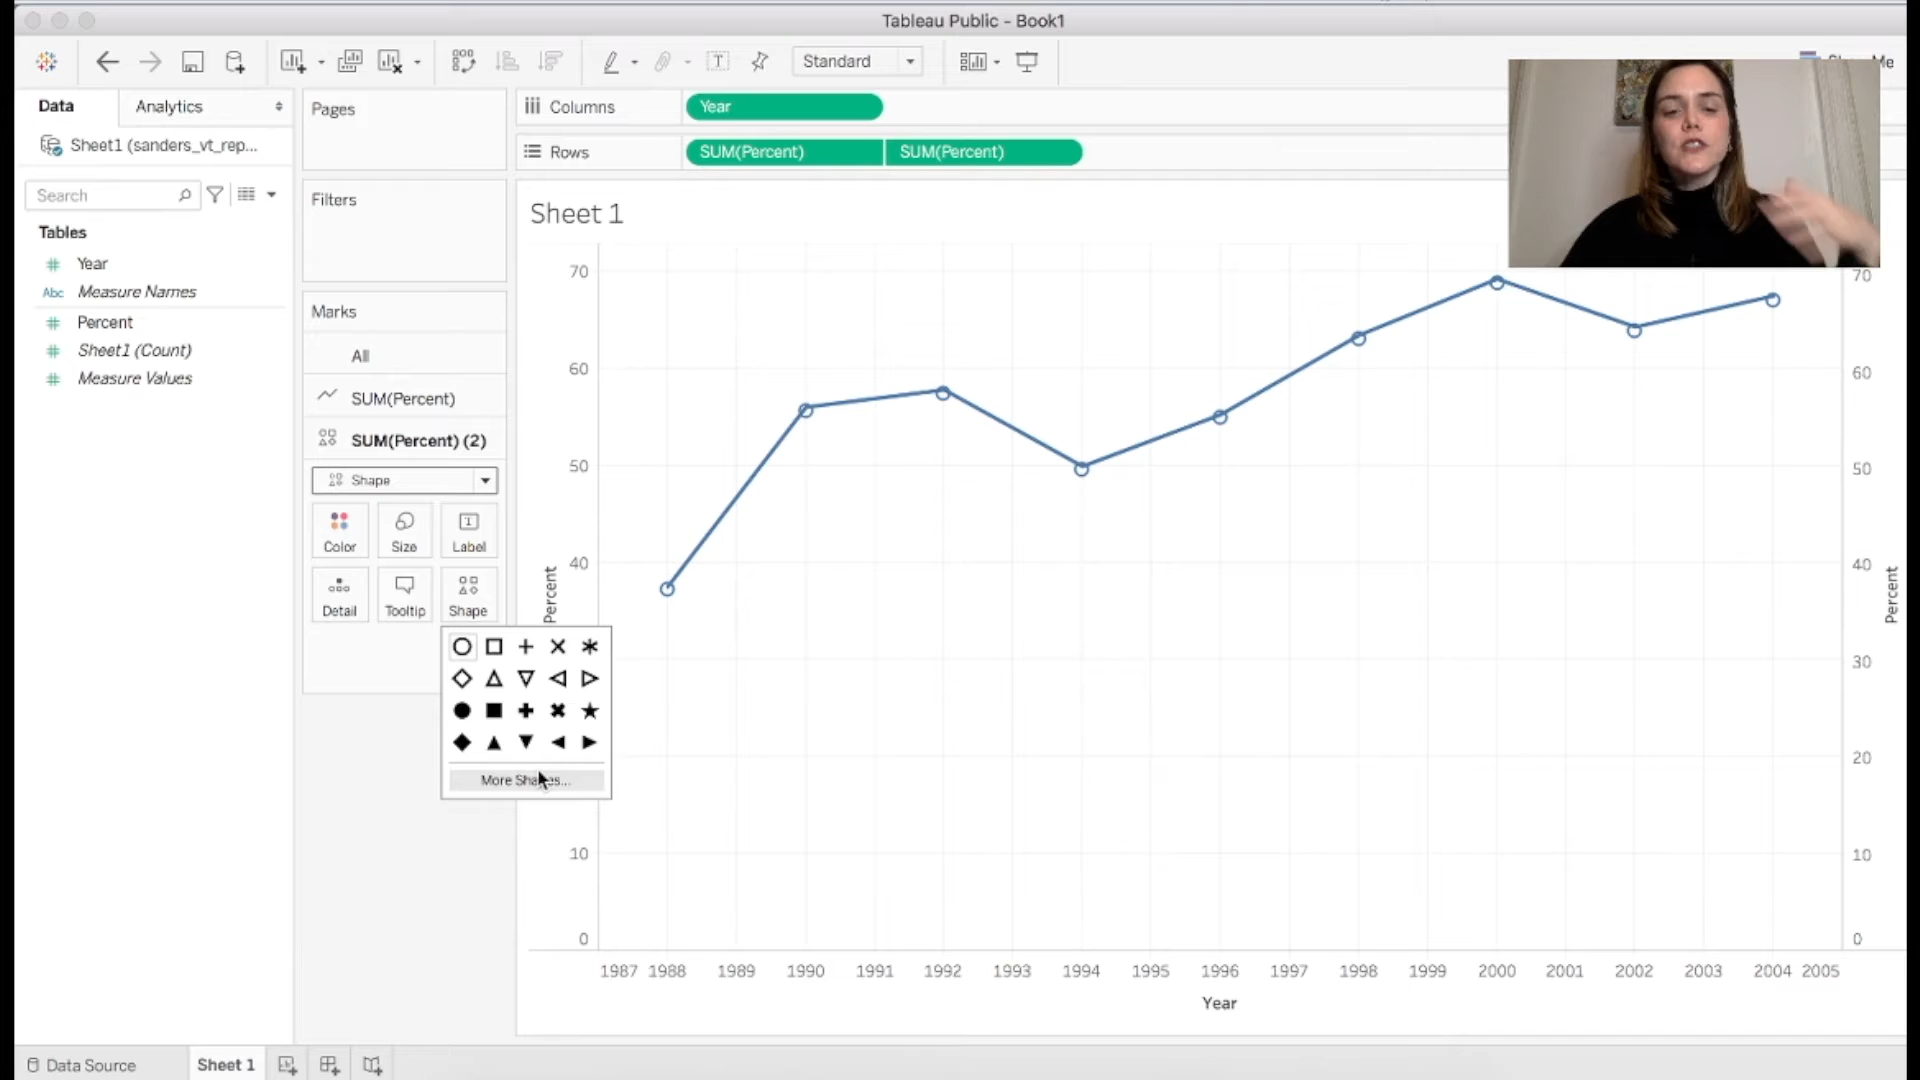 Tableau Public - Book1
Standard
Me
Data
Analytics
Sheet1 (sanders_vt_rep...
Search
Tables
Year
Abc Measure Names
Percent
Sheet1 (Count)
Measure Values
Pages
Filters
Marks
All
SUM(Percent)
SUM(Percent) (2)
Shape
Color
Size
Label
Detail
Tooltip
Shape
More Shapes...
Columns
Year
Rows
SUM(Percent)
SUM(Percent)
Sheet 1
70
60
50
40
10
0
Percent
70
60
50
40
30
20
10
0
Percent
1987 1988 1989 1990 1991 1992 1993 1994 1995 1996 1997 1998 1999 2000 2001 2002 2003 2004 2005
Year
Data Source
Sheet 1